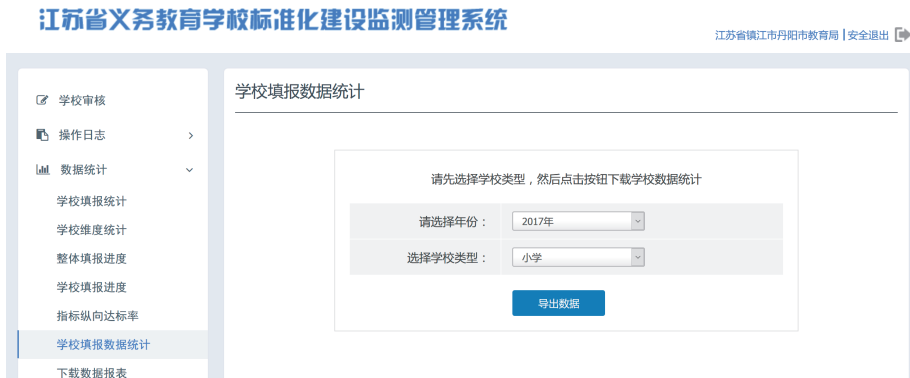 江苏省义务教育学校标准化建设监测管理系统
江苏省镇江市丹阳市教育局 | 安全退出
学校审核
操作日志
数据统计
学校填报统计
学校维度统计
整体填报进度
学校填报进度
指标纵向达标率
学校填报数据统计
下载数据报表
学校填报数据统计
请先选择学校类型，然后点击按钮下载学校数据统计
请选择年份： 2017年
选择学校类型： 小学
导出数据